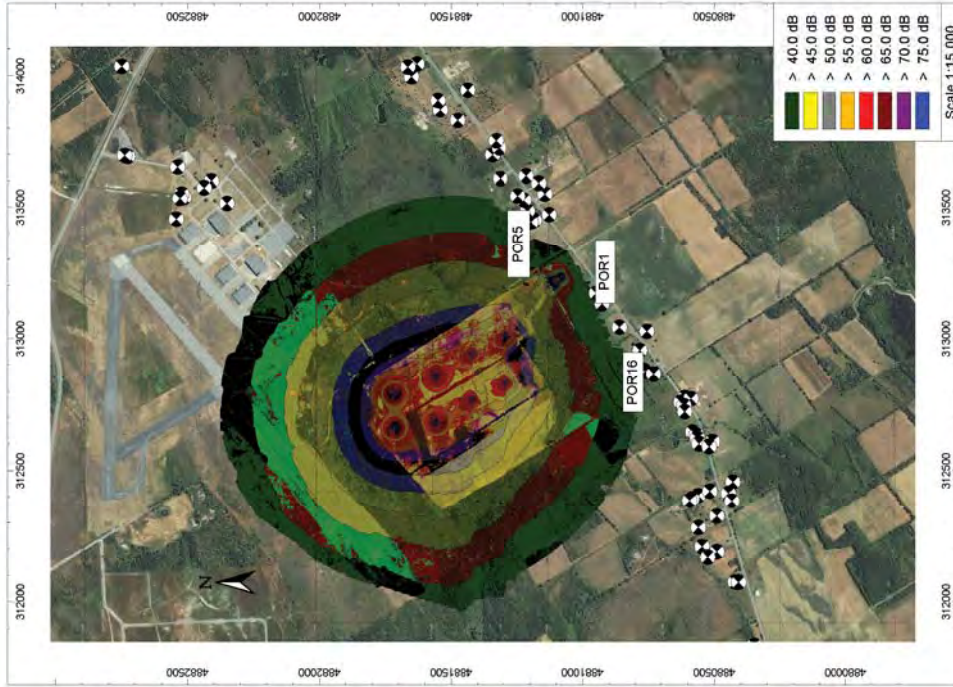 4882500 4882000 4881500 4881000 4880500
314000
313500
313000
312500
312000
> 40.0 dB
> 45.0 dB
> 50.0 dB
> 55.0 dB
> 60.0 dB
> 65.0 dB
> 70.0 dB
> 75.0 dB
Scale 1:15,000
POR5
POR1
POR16
N
313500
313000
312500
312000
4882500 4882000 4881500 4881000 4880500 4880000